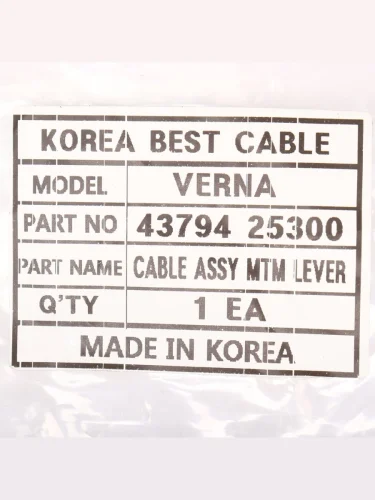 KOREA BEST CABLE
MODEL VERNA
PART NO 43794 25300
PART NAME CABLE ASSY MTM LEVER
Q'TY 1 EA
MADE IN KOREA